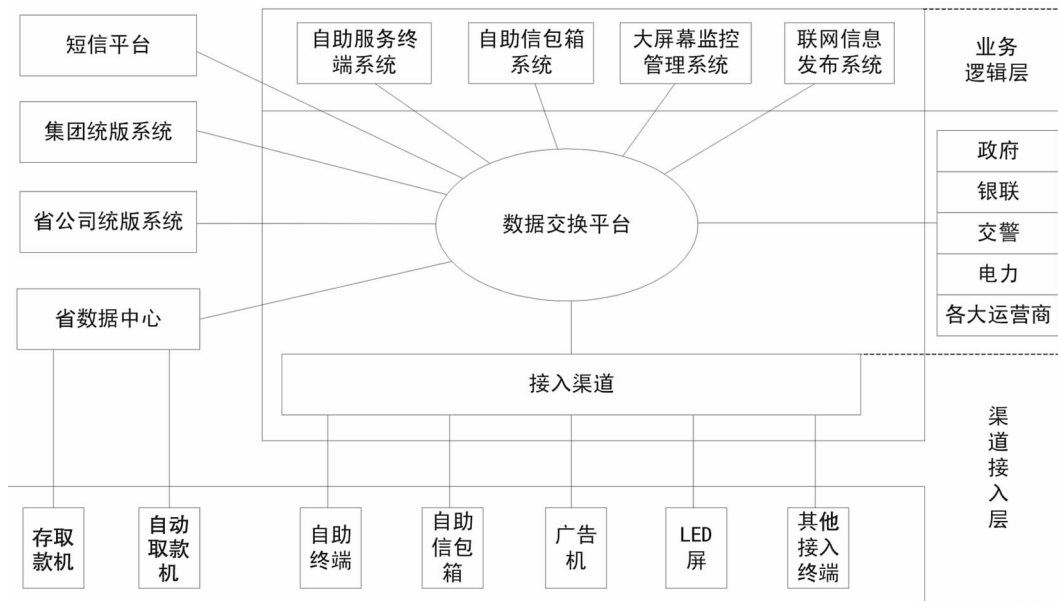 短信平台
集团统版系统
省公司统版系统
省数据中心
自助服务终
端系统
自助信包箱
系统
大屏幕监控
管理系统
联网信息
发布系统
业务
逻辑层
数据交换平台
政府
银联
交警
电力
各大运营商
接入渠道
渠
道
接
入
层
存取
款机
自动
取款
机
自助
终端
自助
信包
箱
广告
机
LED
屏
其他
接入
终端